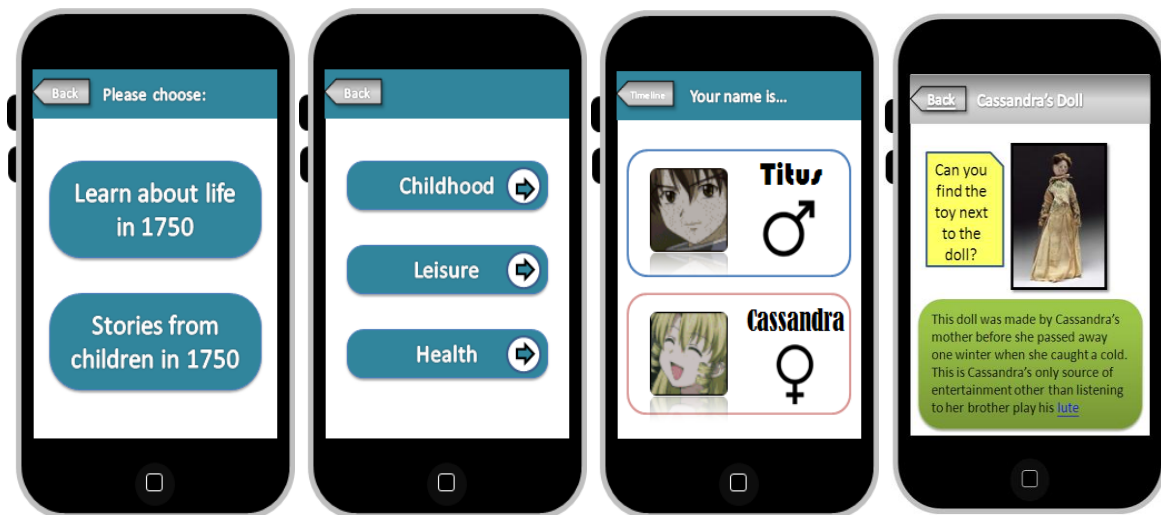 Back
Please choose:
Learn about life
in 1750
Stories from
children in 1750
Back
Childhood
Leisure
Health
Timeline
Your name is...
Titus
Cassandra
Back
Cassandra's Doll
Can you
find the
toy next
to the
doll?
This doll was made by Cassandra's
mother before she passed away
one winter when she caught a cold.
This is Cassandra's only source of
entertainment other than listening
to her brother play his lute